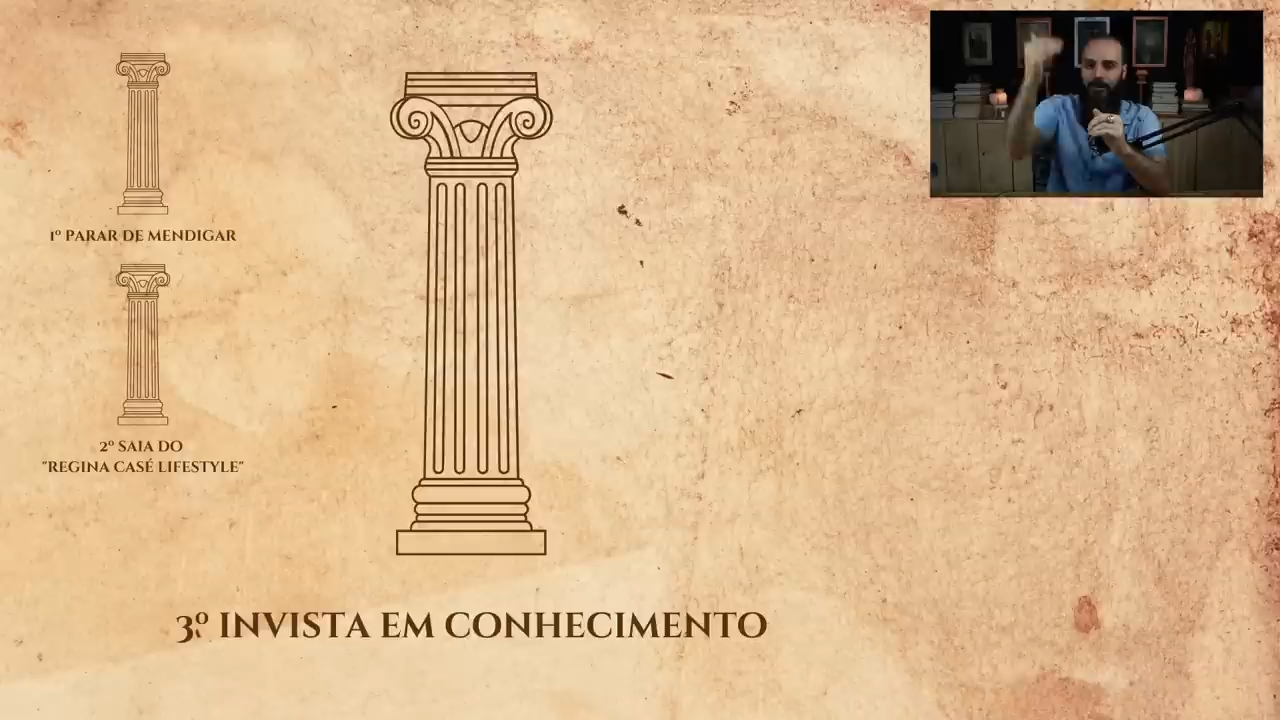 1º PARAR DE MENDIGAR
2º SAIA DO
"REGINA CASÉ LIFESTYLE"
3º INVISTA EM CONHECIMENTO